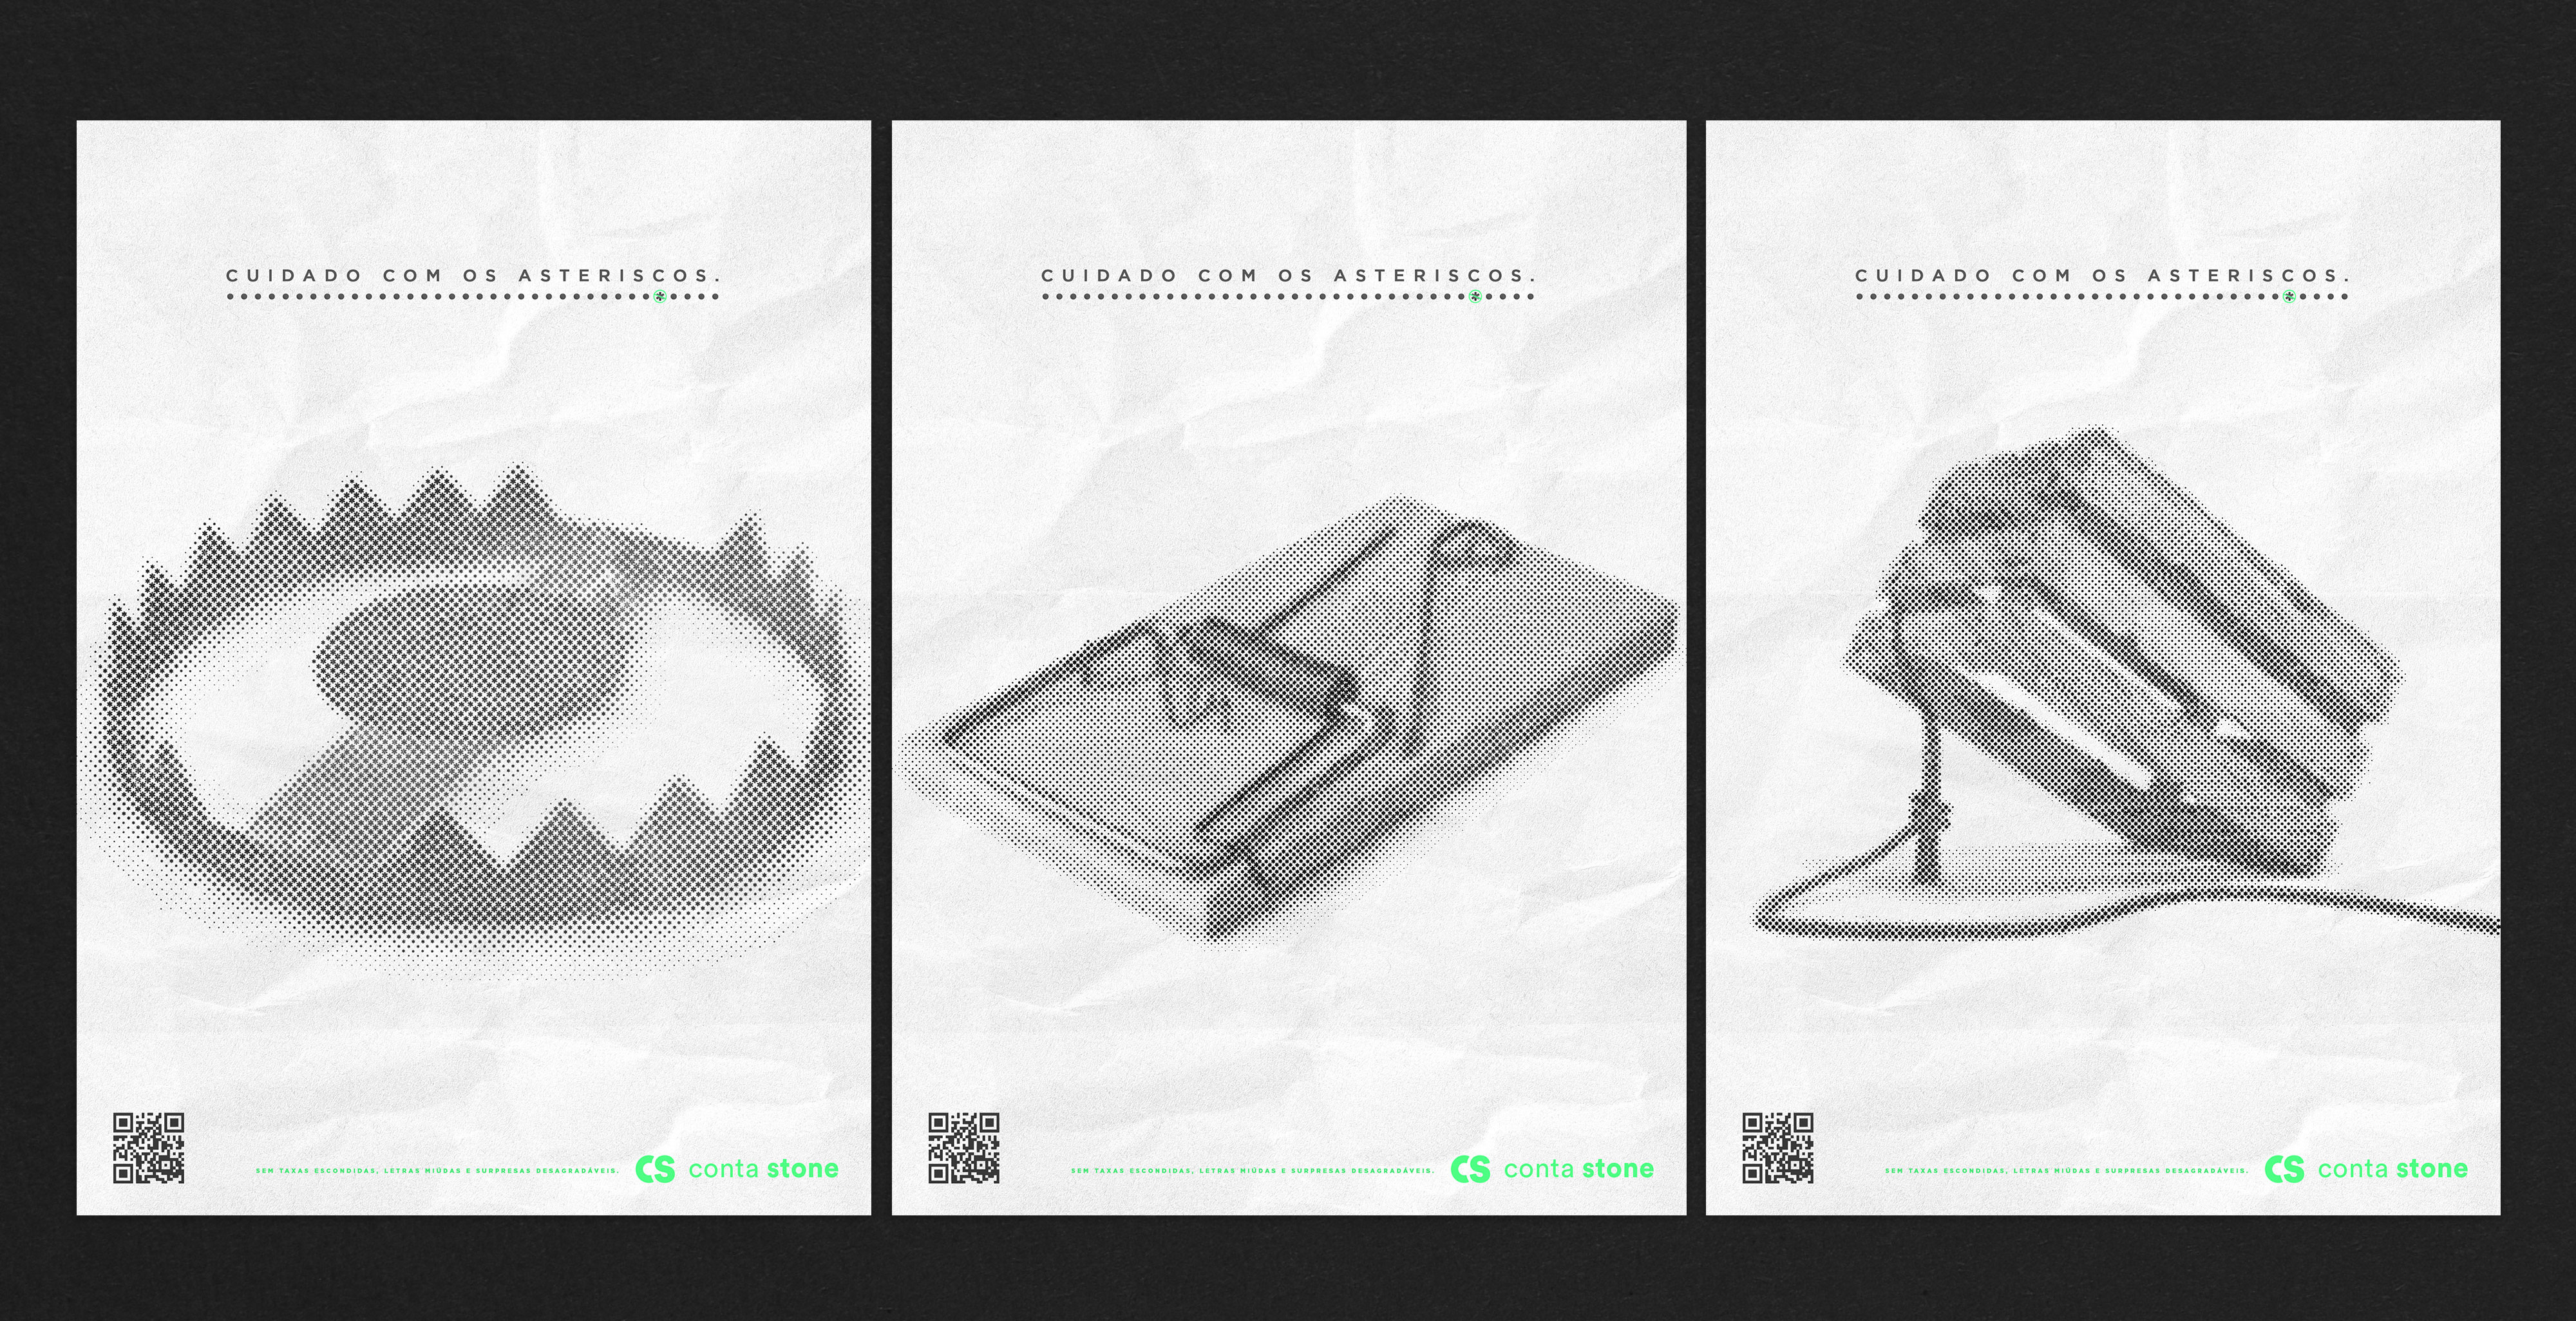 CUIDADO COM OS ASTERISCOS.
SEM TAXAS ESCONDIDAS, LETRAS MIÚDAS E SURPRESAS DESAGRADÁVEIS.
CS conta stone
CUIDADO COM OS ASTERISCOS.
SEM TAXAS ESCONDIDAS, LETRAS MIÚDAS E SURPRESAS DESAGRADÁVEIS.
CS conta stone
CUIDADO COM OS ASTERISCOS.
SEM TAXAS ESCONDIDAS, LETRAS MIÚDAS E SURPRESAS DESAGRADÁVEIS.
CS conta stone